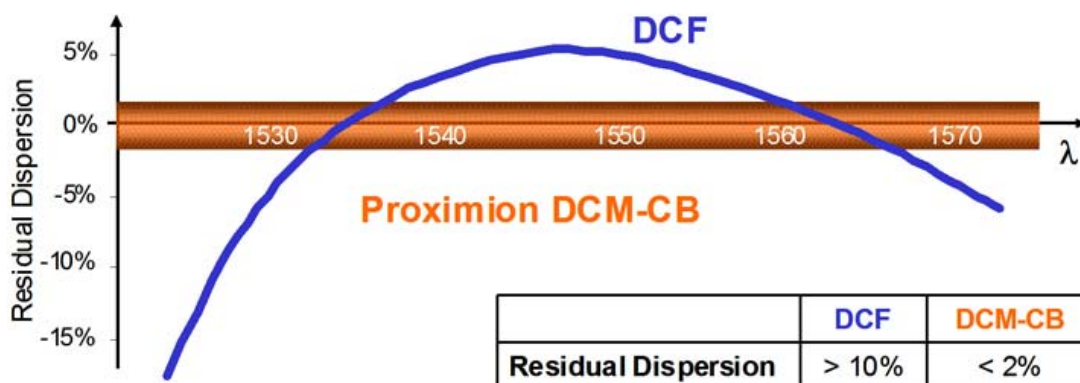 DCF
5%
0%
-5%
-10%
-15%
Residual Dispersion
1530 1540 1550 1560 1570
λ
Proximion DCM-CB
DCF DCM-CB
Residual Dispersion > 10% < 2%